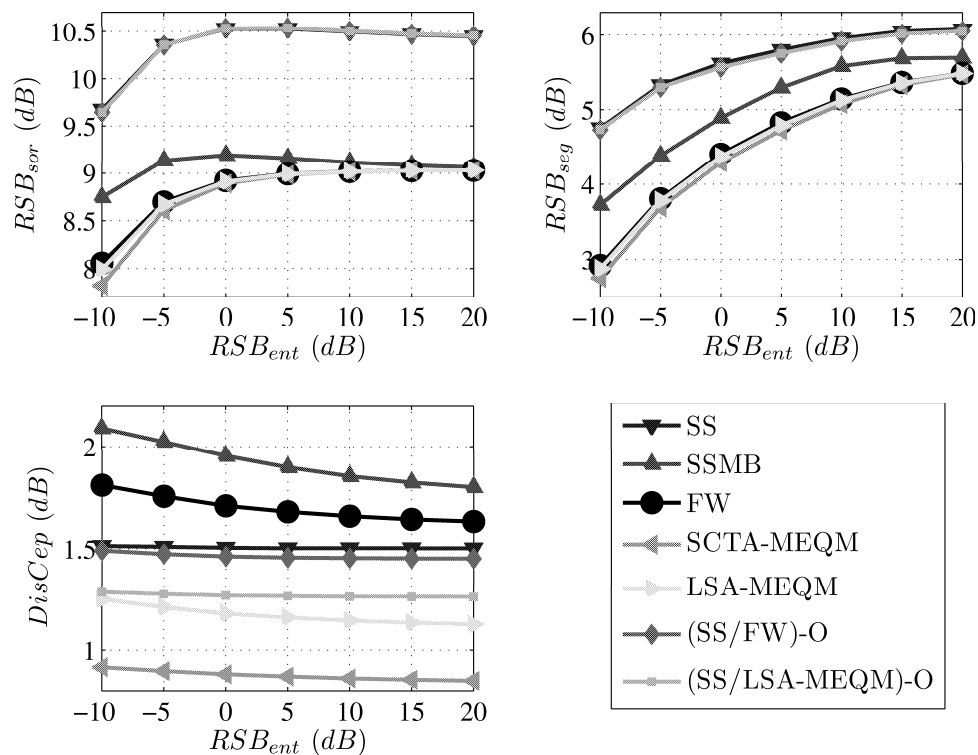 10.5
10
9.5
9
8.5
8
RSB_sor (dB)
−10 −5 0 5 10 15 20
RSB_ent (dB)
6
5
4
3
RSB_seg (dB)
−10 −5 0 5 10 15 20
RSB_ent (dB)
2
1.5
1
DisCep (dB)
−10 −5 0 5 10 15 20
RSB_ent (dB)
SS
SSMB
FW
SCTA-MEQM
LSA-MEQM
(SS/FW)-O
(SS/LSA-MEQM)-O